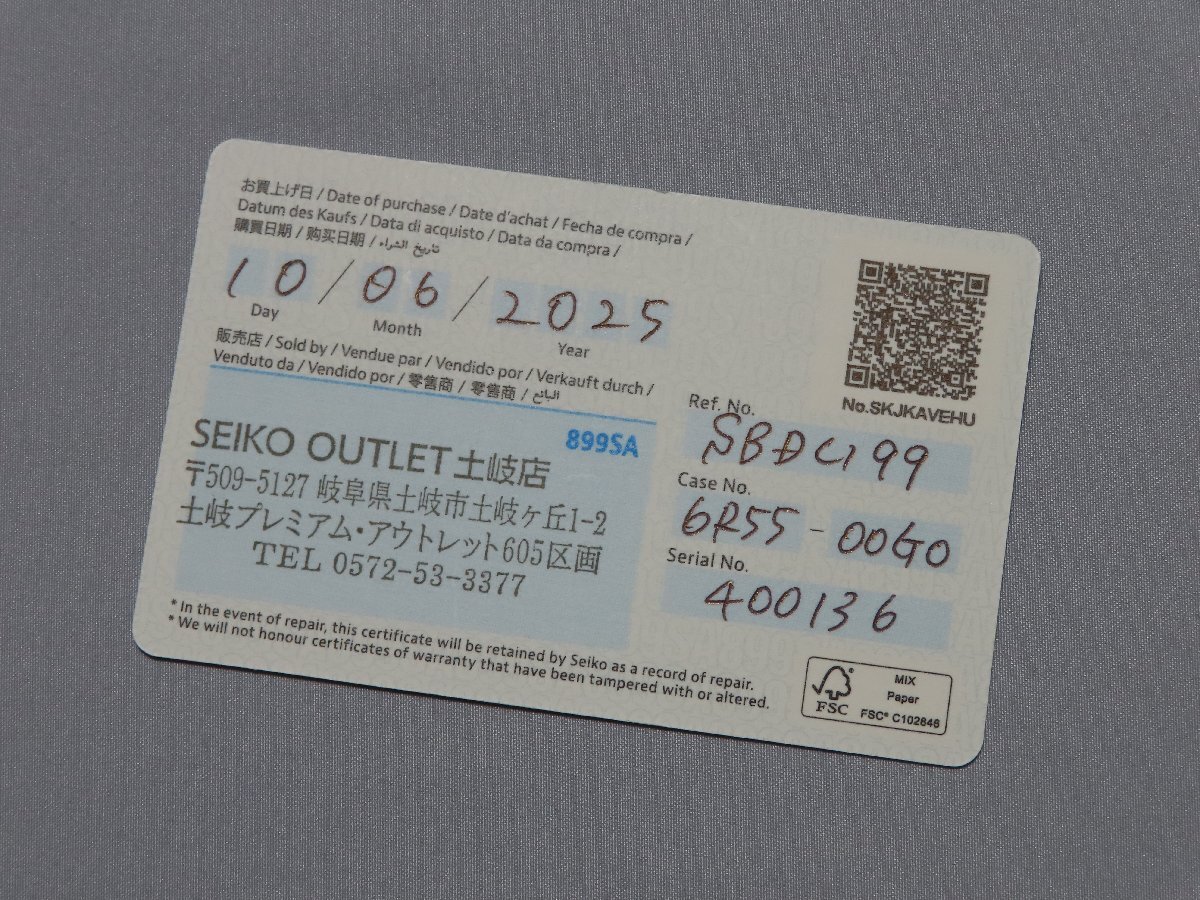 お買上げ日 / Date of purchase / Date d'achat / Fecha de compra /
Datum des Kaufs / Data di acquisto / Data da compra /
購買日期 / 购买日期 / تاريخ الشراء
10 / 06 / 2025
Day Month Year
販売店 / Sold by / Vendue par / Vendido por / Verkauft durch /
Venduto da / Vendido por / 零售商 / 零售商 / البائع
899SA
SEIKO OUTLET 土岐店
〒509-5127 岐阜県土岐市土岐ヶ丘1-2
土岐プレミアム・アウトレット605区画
TEL 0572-53-3377
* In the event of repair, this certificate will be retained by Seiko as a record of repair.
* We will not honour certificates of warranty that have been tampered with or altered.
No.SKJKAVEHU
Ref. No.
SBDC199
Case No.
6R55 - 00G0
Serial No.
400136
FSC
MIX
Paper
FSC® C102846